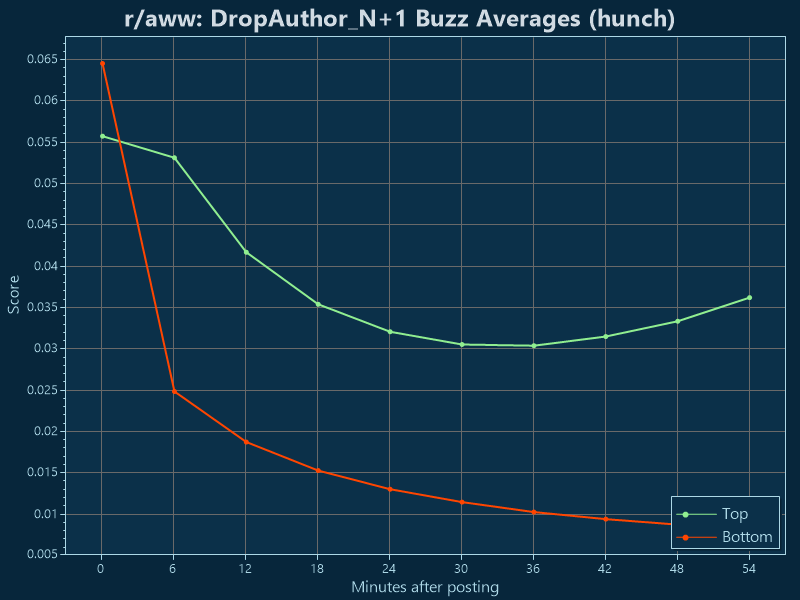 r/aww: DropAuthor_N+1 Buzz Averages (hunch)
0.065
0.06
0.055
0.05
0.045
0.04
0.035
0.03
0.025
0.02
0.015
0.01
0.005
Score
Top
Bottom
0 6 12 18 24 30 36 42 48 54
Minutes after posting